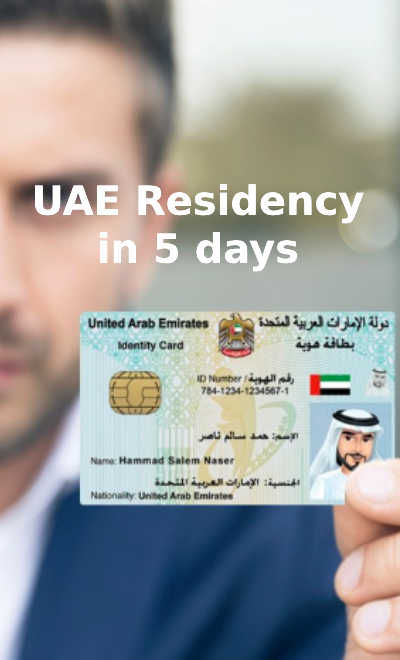 UAE Residency
in 5 days
United Arab Emirates
دولة الإمارات العربية المتحدة
Identity Card
بطاقة هوية
ID Number / رقم الهوية
784-1234-1234567-1
الإسم: حمد سالم ناصر
Name: Hammad Salem Naser
الجنسية: الإمارات العربية المتحدة
Nationality: United Arab Emirates